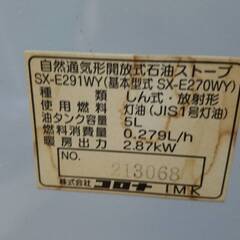 自然通気形開放式石油ストーブ
SX-E291WY(基本型式 SX-E270WY)
種類 しん式・放射形
使用燃料 灯油(JIS1号灯油)
油タンク容量 5L
燃料消費量 0.279L/h
暖房出力 2.87kW
NO. 213068
株式会社 コロナ IMK